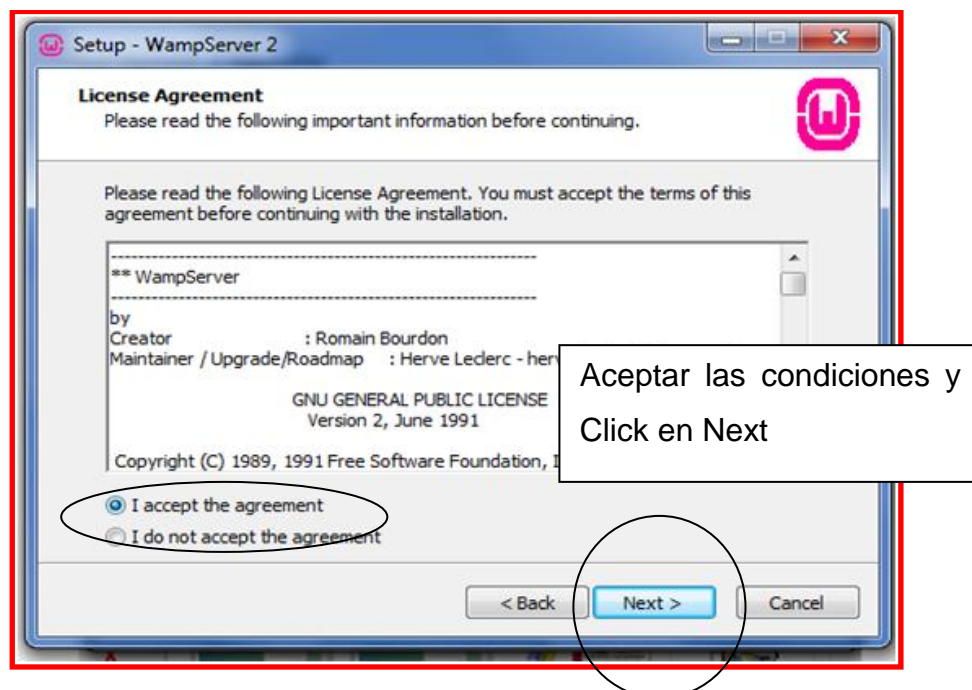 Setup - WampServer 2
License Agreement
Please read the following important information before continuing.
Please read the following License Agreement. You must accept the terms of this
agreement before continuing with the installation.
------------------------------------------------------------
** WampServer
------------------------------------------------------------
by
Creator : Romain Bourdon
Maintainer / Upgrade/Roadmap : Herve Leclerc - her
GNU GENERAL PUBLIC LICENSE
Version 2, June 1991
Copyright (C) 1989, 1991 Free Software Foundation,
Aceptar las condiciones y
Click en Next
I accept the agreement
I do not accept the agreement
< Back Next > Cancel